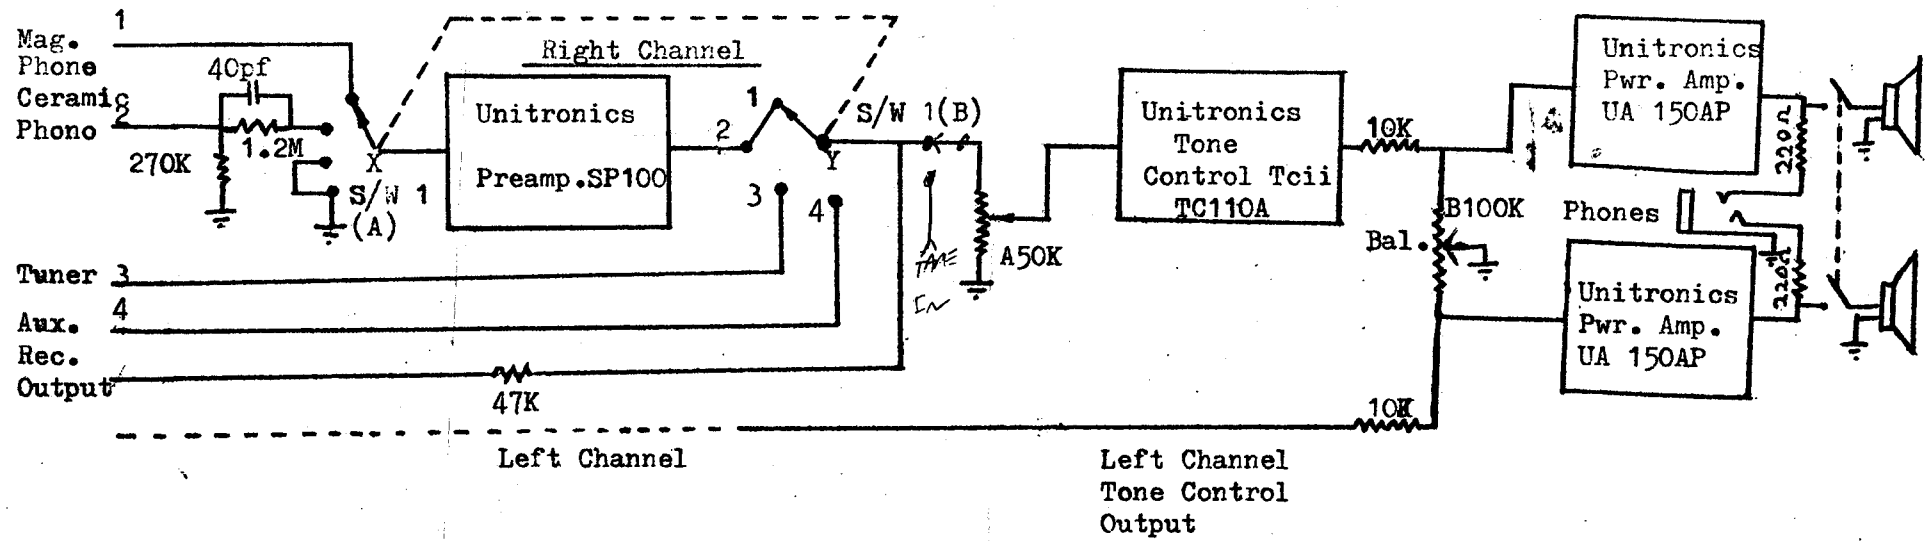 1
Mag.
Phone
Ceramic
2
Phono
40pf
1.2M
270K
X
S/W 1
(A)
Right Channel
Unitronics
Preamp.SP100
2
1
3
4
Y
S/W 1(B)
TAPE
IN
A50K
Unitronics
Tone
Control Tcii
TC110A
10K
B100K
Bal.
Unitronics
Pwr. Amp.
UA 150AP
220Ω
Phones
220Ω
Unitronics
Pwr. Amp.
UA 150AP
Tuner 3
4
Aux.
Rec.
Output
47K
10K
Left Channel
Left Channel
Tone Control
Output